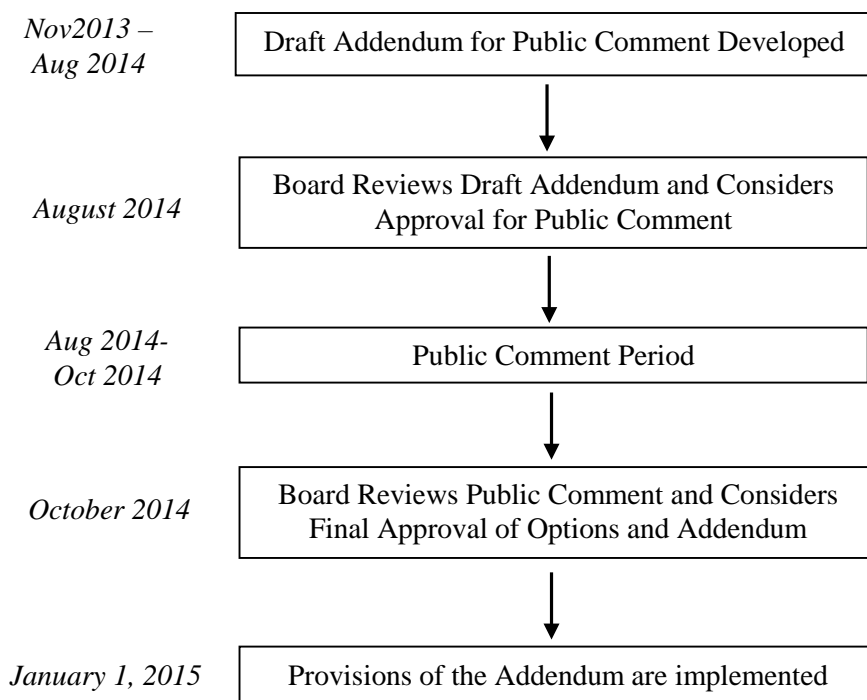 Nov2013 –
Aug 2014
Draft Addendum for Public Comment Developed
August 2014
Board Reviews Draft Addendum and Considers
Approval for Public Comment
Aug 2014-
Oct 2014
Public Comment Period
October 2014
Board Reviews Public Comment and Considers
Final Approval of Options and Addendum
January 1, 2015
Provisions of the Addendum are implemented